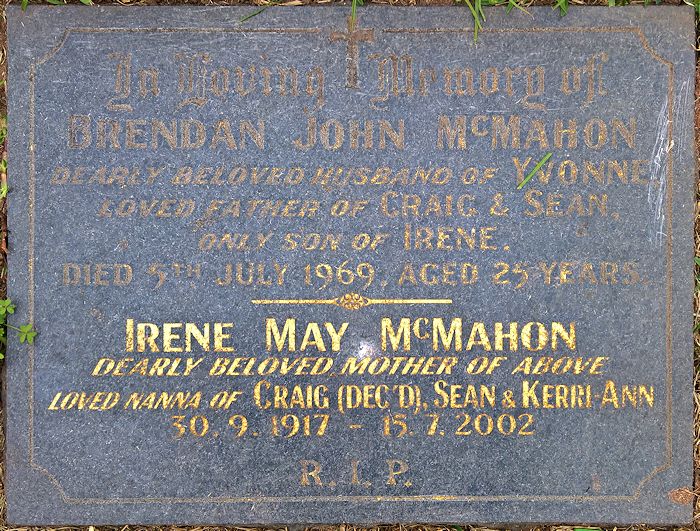 In Loving Memory of
BRENDAN JOHN McMAHON
DEARLY BELOVED HUSBAND OF YVONNE
LOVED FATHER OF CRAIG & SEAN.
ONLY SON OF IRENE.
DIED 5TH JULY 1969. AGED 25 YEARS.
IRENE MAY McMAHON
DEARLY BELOVED MOTHER OF ABOVE
LOVED NANNA OF CRAIG (DEC'D), SEAN & KERRI-ANN
30.9.1917 - 15.7.2002
R.I.P.